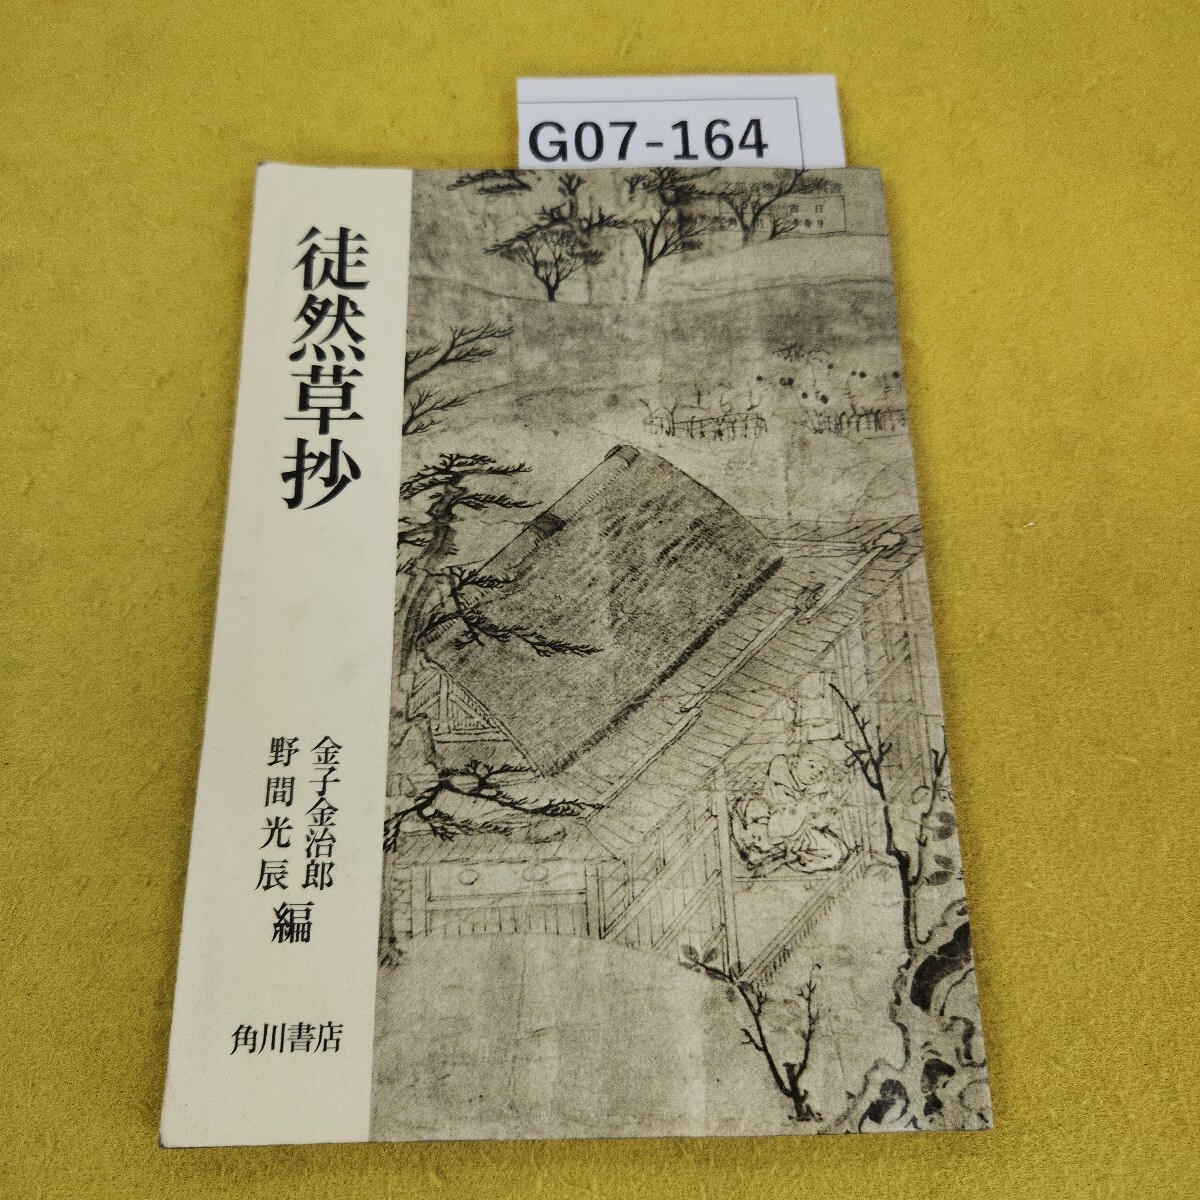 G07-164
徒然草抄
金子金治郎
野間光辰
編
角川書店